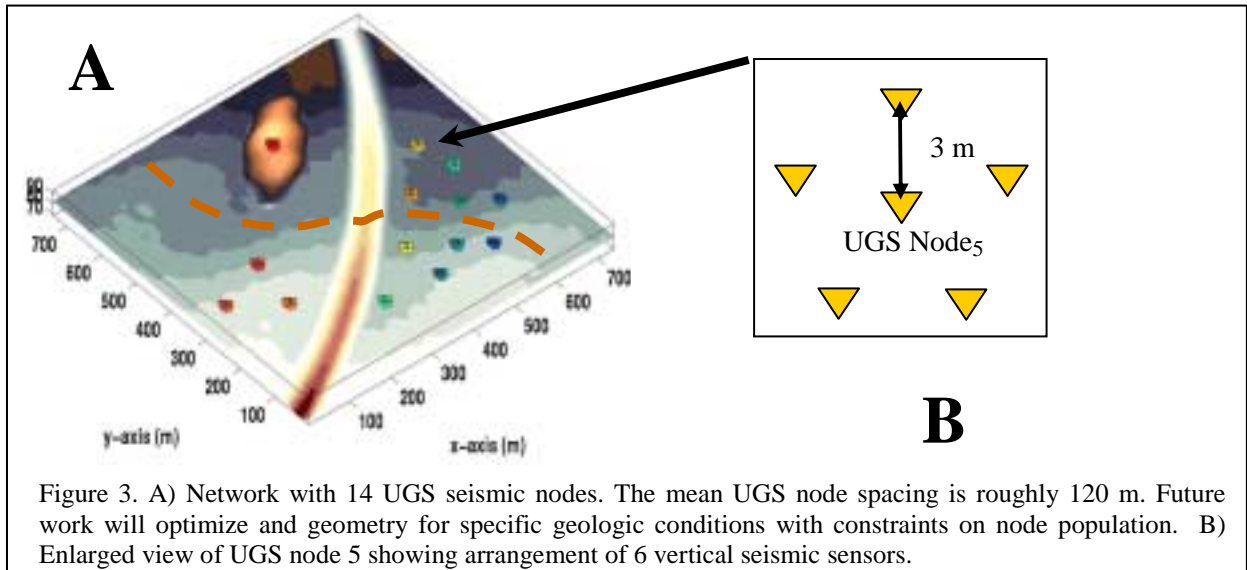 A
3 m
UGS Node5
B
700
600
500
400
300
200
100
y-axis (m)
100
200
300
400
500
600
700
x-axis (m)
Figure 3. A) Network with 14 UGS seismic nodes. The mean UGS node spacing is roughly 120 m. Future
work will optimize and geometry for specific geologic conditions with constraints on node population. B)
Enlarged view of UGS node 5 showing arrangement of 6 vertical seismic sensors.